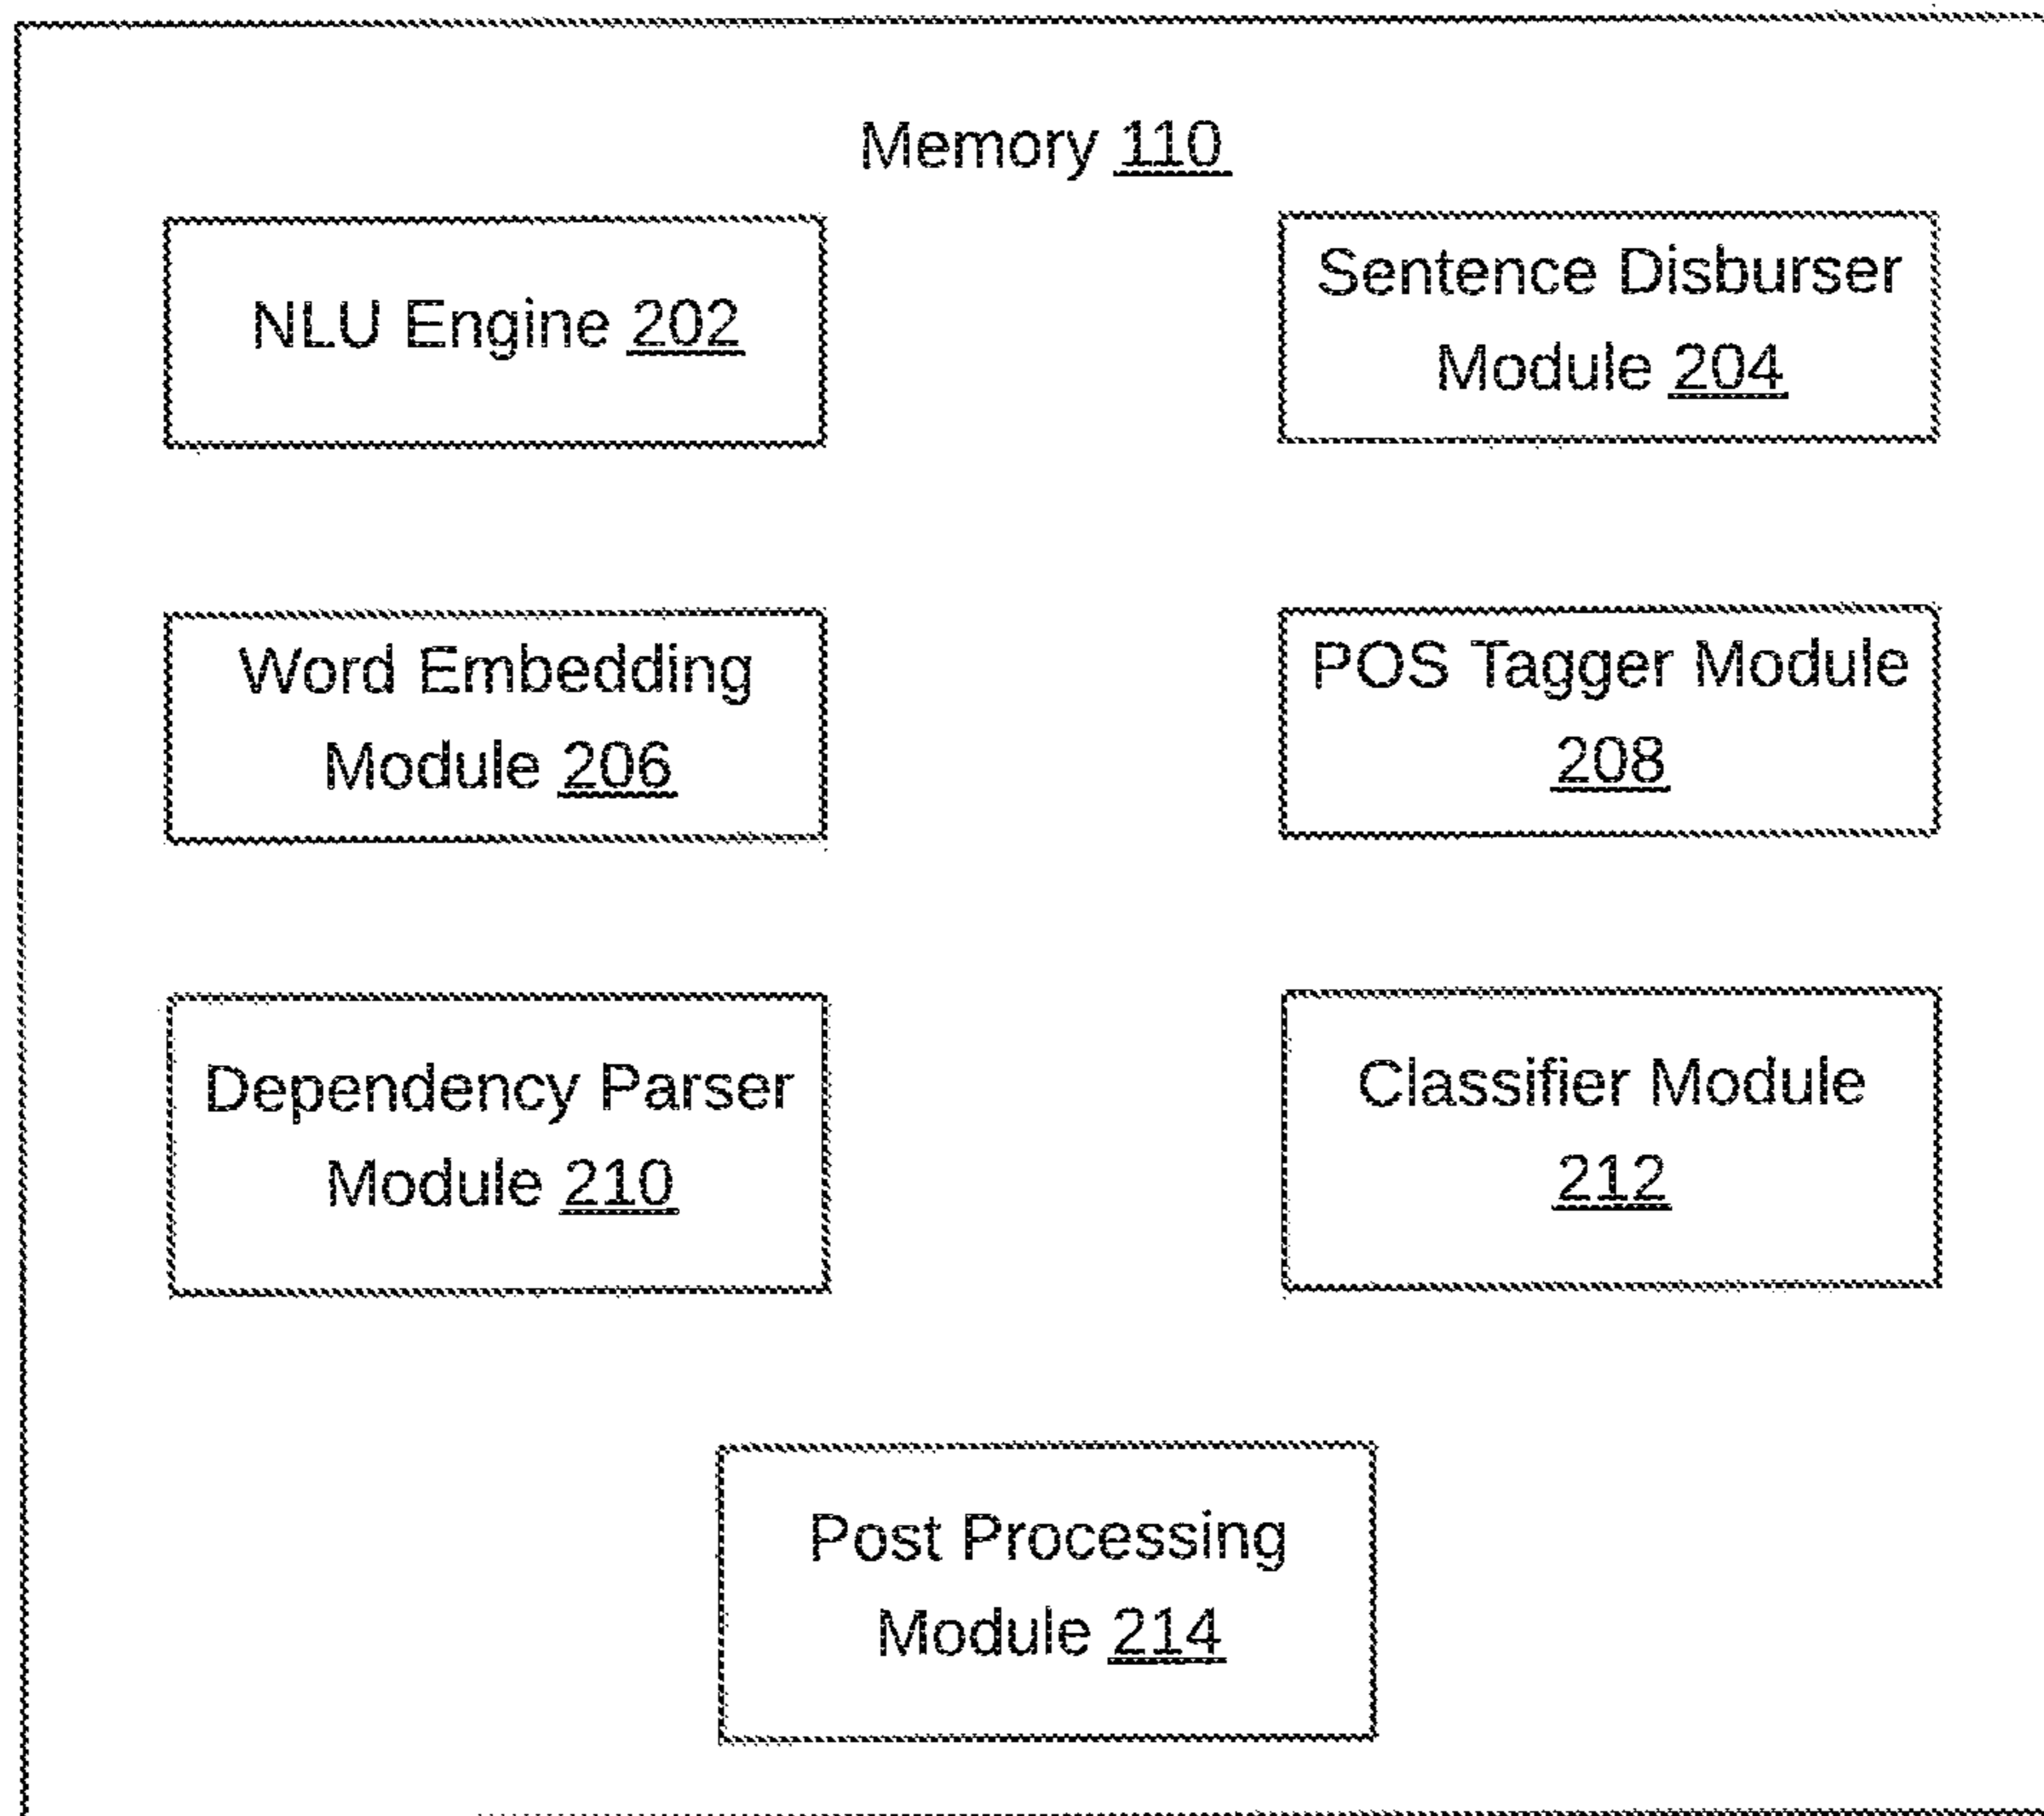 Memory 110
NLU Engine 202
Sentence Disburser
Module 204
Word Embedding
Module 206
POS Tagger Module
208
Dependency Parser
Module 210
Classifier Module
212
Post Processing
Module 214